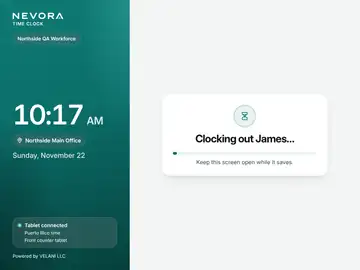 NEVORA
TIME CLOCK
Northside QA Workforce
10:17 AM
Northside Main Office
Sunday, November 22
Tablet connected
Puerto Rico time
Front counter tablet
Powered by VELANI LLC.
Clocking out James...
Keep this screen open while it saves.